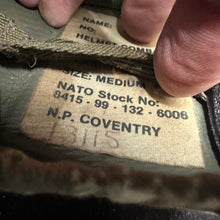 NAME:
NO:
HELMET COMB
SIZE: MEDIUM
NATO Stock No:
8415 - 99 - 132 - 6006
N.P. COVENTRY